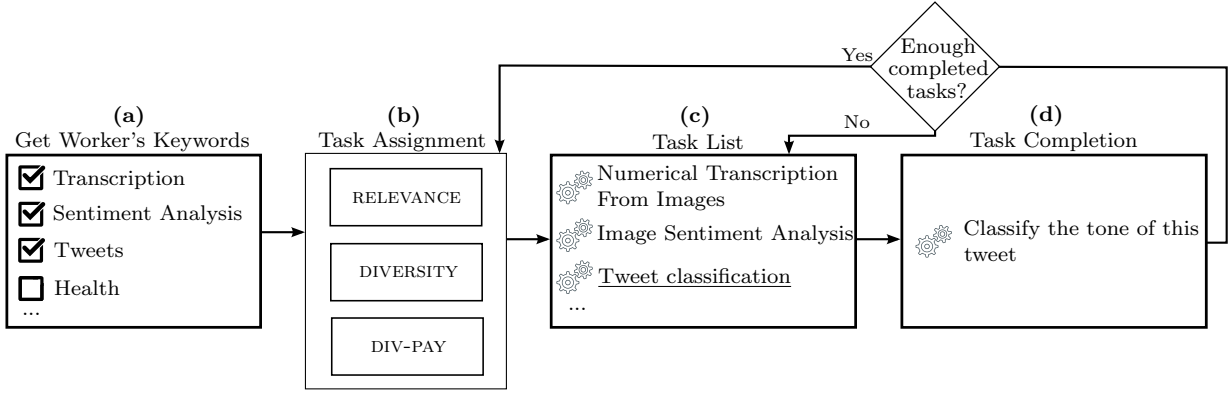 Yes
Enough
completed
tasks?
No
(a)
Get Worker's Keywords
Transcription
Sentiment Analysis
Tweets
Health
...
(b)
Task Assignment
RELEVANCE
DIVERSITY
DIV-PAY
(c)
Task List
Numerical Transcription
From Images
Image Sentiment Analysis
Tweet classification
...
(d)
Task Completion
Classify the tone of this
tweet